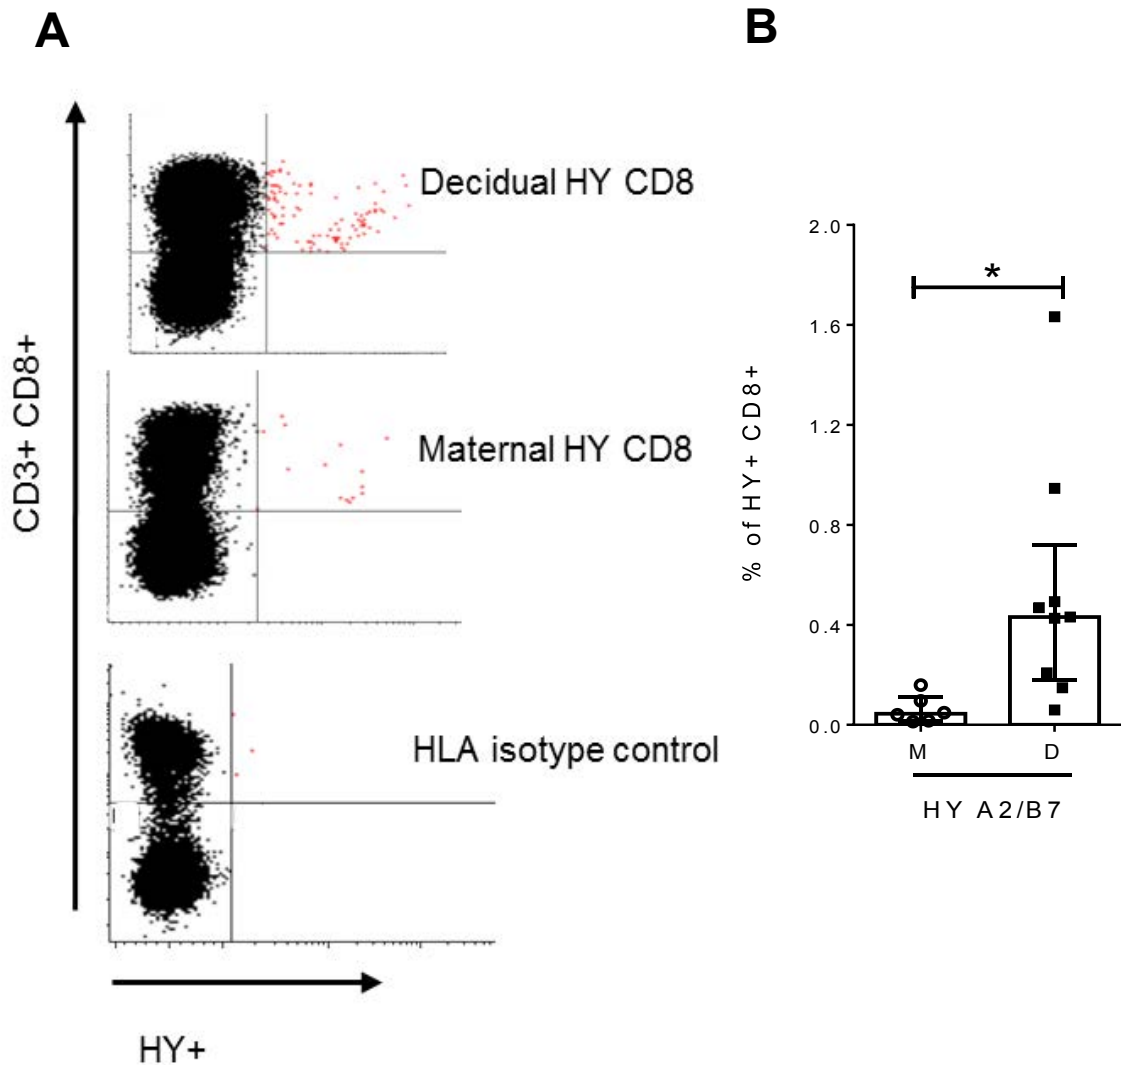 A
Decidual HY CD8
Maternal HY CD8
HLA isotype control
CD3+ CD8+
HY+
B
*
% of HY+ CD8+
2.0
1.6
1.2
0.8
0.4
0.0
M D
HY A2/B7